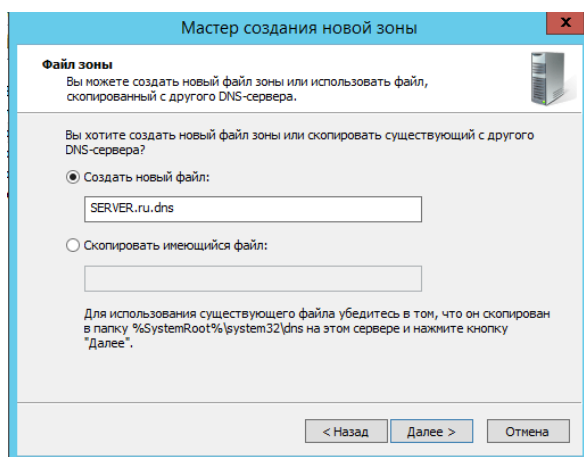 Мастер создания новой зоны
x
Файл зоны
Вы можете создать новый файл зоны или использовать файл,
скопированный с другого DNS-сервера.
Вы хотите создать новый файл зоны или скопировать существующий с другого
DNS-сервера?
Создать новый файл:
SERVER.ru.dns
Скопировать имеющийся файл:
Для использования существующего файла убедитесь в том, что он скопирован
в папку %SystemRoot%\system32\dns на этом сервере и нажмите кнопку
"Далее".
< Назад Далее > Отмена